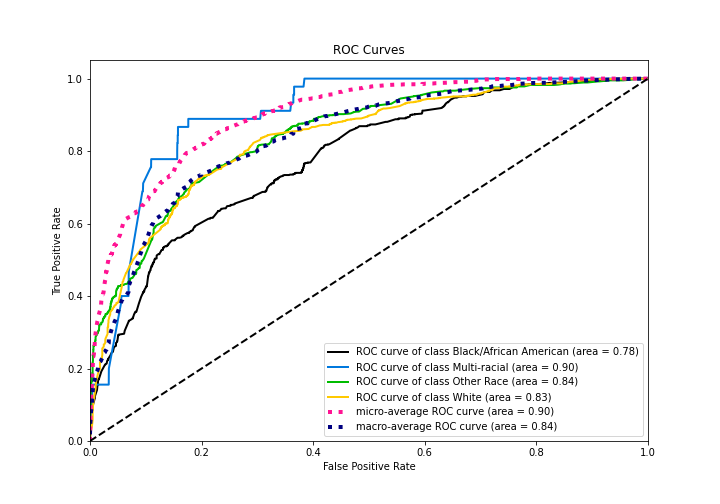 ROC Curves
True Positive Rate
1.0
0.8
0.6
0.4
0.2
0.0
ROC curve of class Black/African American (area = 0.78)
ROC curve of class Multi-racial (area = 0.90)
ROC curve of class Other Race (area = 0.84)
ROC curve of class White (area = 0.83)
micro-average ROC curve (area = 0.90)
macro-average ROC curve (area = 0.84)
0.0 0.2 0.4 0.6 0.8 1.0
False Positive Rate